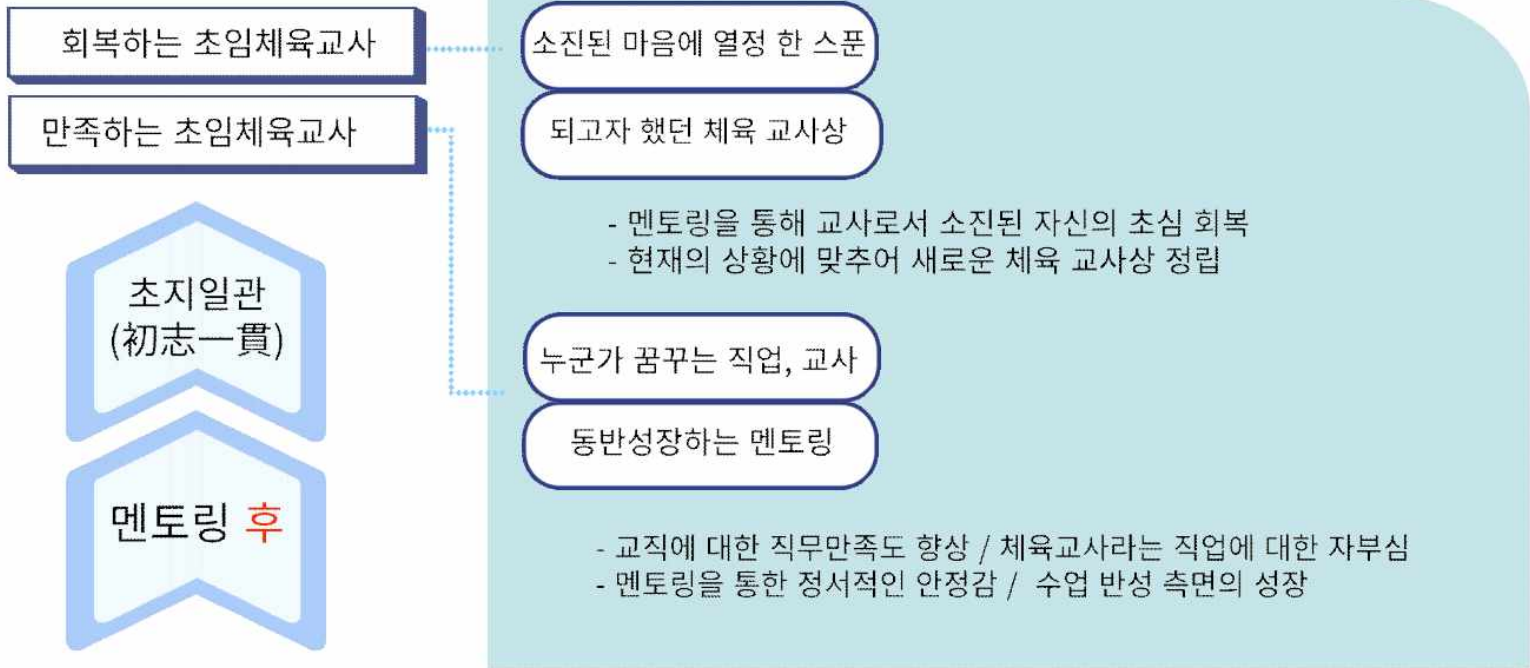 회복하는 초임체육교사
만족하는 초임체육교사
초지일관
(初志一貫)
멘토링 후
소진된 마음에 열정 한 스푼
되고자 했던 체육 교사상
- 멘토링을 통해 교사로서 소진된 자신의 초심 회복
- 현재의 상황에 맞추어 새로운 체육 교사상 정립
누군가 꿈꾸는 직업, 교사
동반성장하는 멘토링
- 교직에 대한 직무만족도 향상 / 체육교사라는 직업에 대한 자부심
- 멘토링을 통한 정서적인 안정감 / 수업 반성 측면의 성장